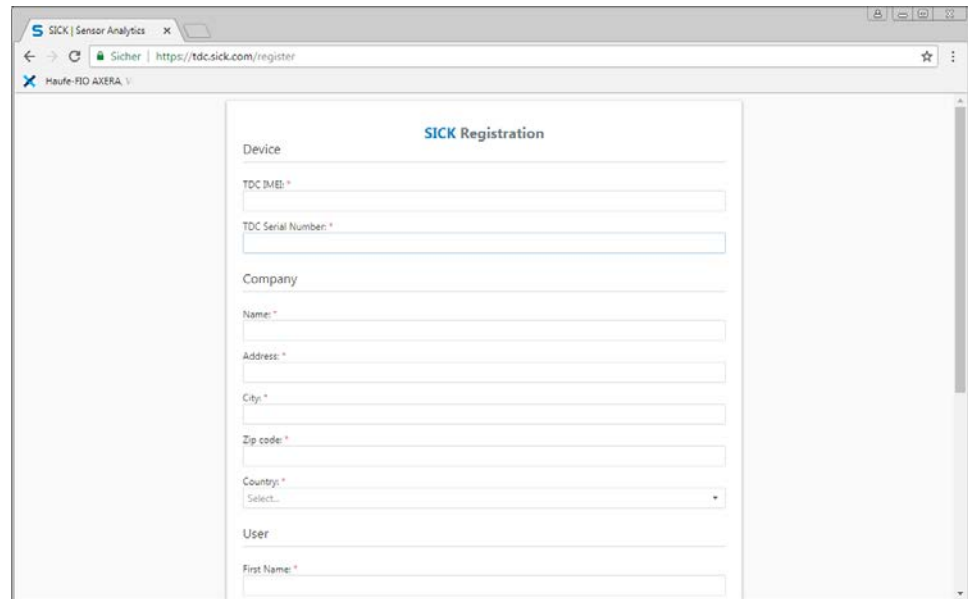 SICK | Sensor Analytics
Sicher | https://tdc.sick.com/register
Haufe-FIO AXERA, V
SICK Registration
Device
TDC IMEI: *
TDC Serial Number: *
Company
Name: *
Address: *
City: *
Zip code: *
Country: *
Select...
User
First Name: *